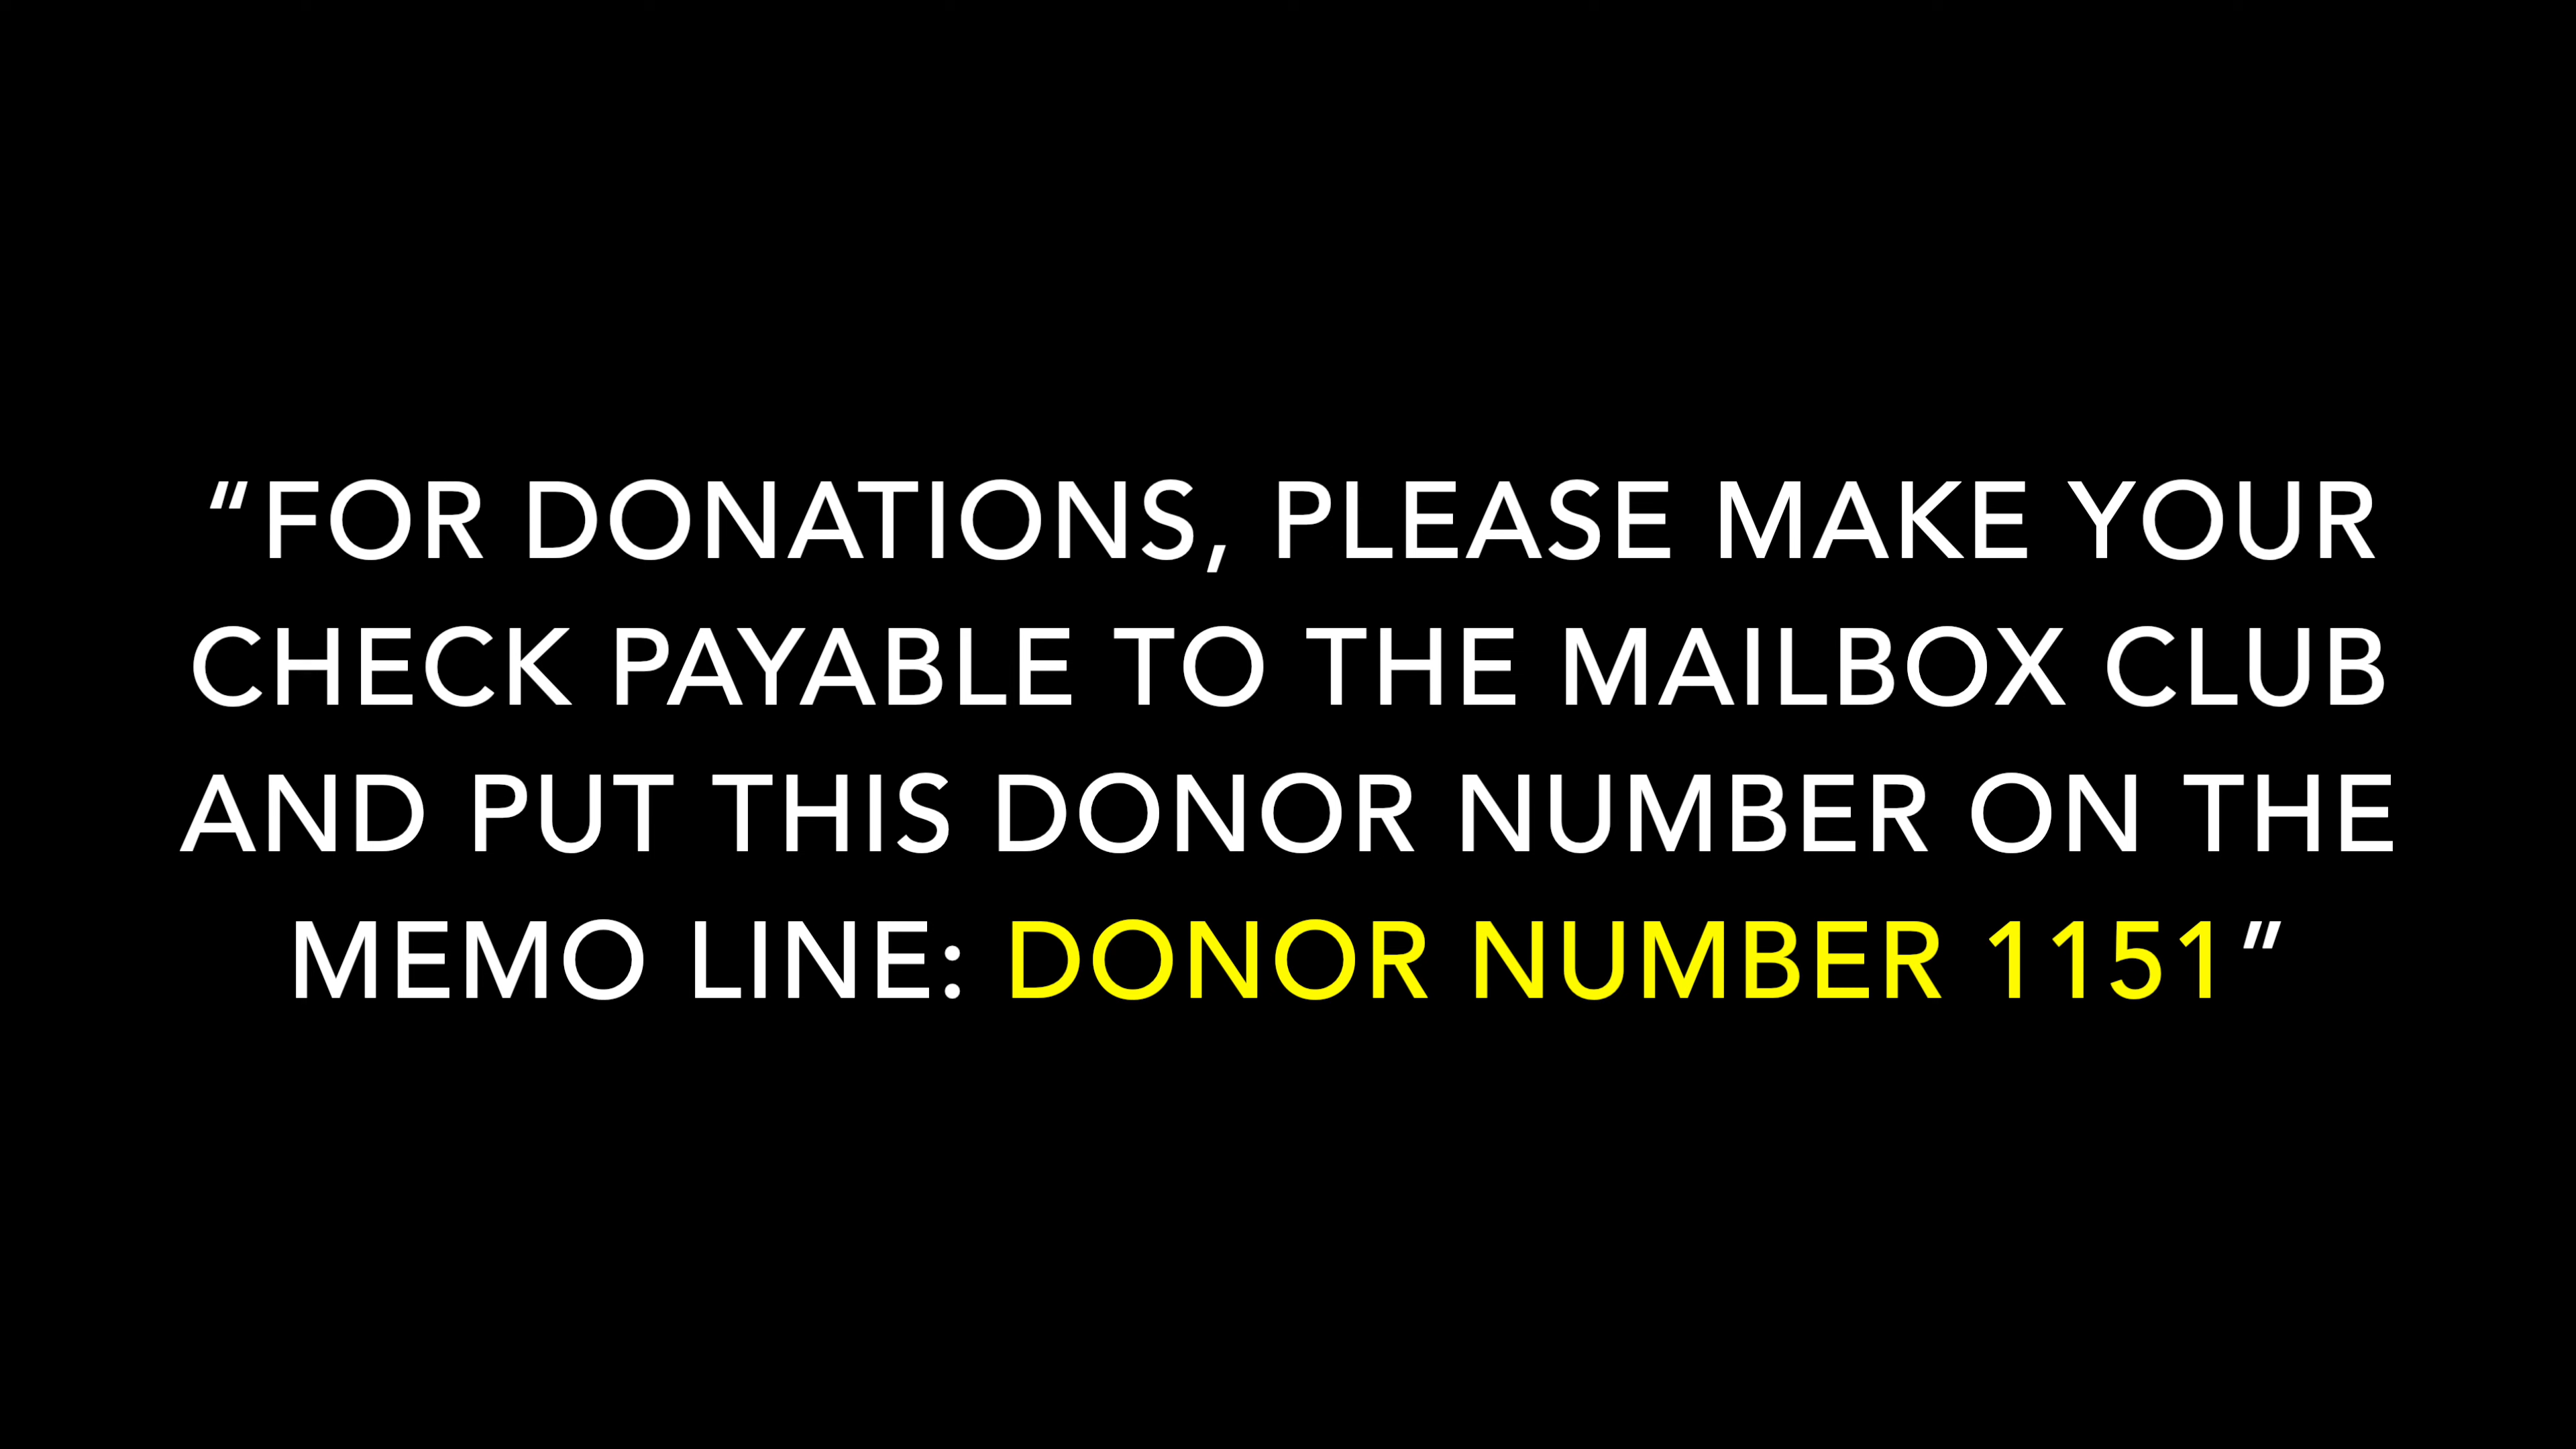 “FOR DONATIONS, PLEASE MAKE YOUR
CHECK PAYABLE TO THE MAILBOX CLUB
AND PUT THIS DONOR NUMBER ON THE
MEMO LINE: DONOR NUMBER 1151”